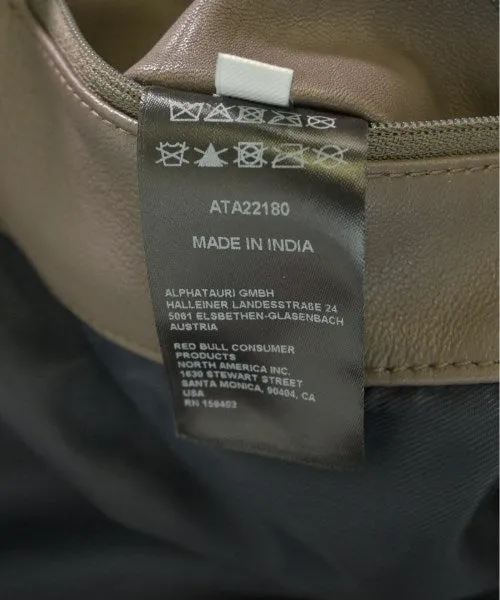 ATA22180
MADE IN INDIA
ALPHATAURI GMBH
HALLEINER LANDESSTRAßE 24
5061 ELSBETHEN-GLASENBACH
AUSTRIA
RED BULL CONSUMER
PRODUCTS
NORTH AMERICA INC.
1630 STEWART STREET
SANTA MONICA, 90404, CA
USA
RN 159403